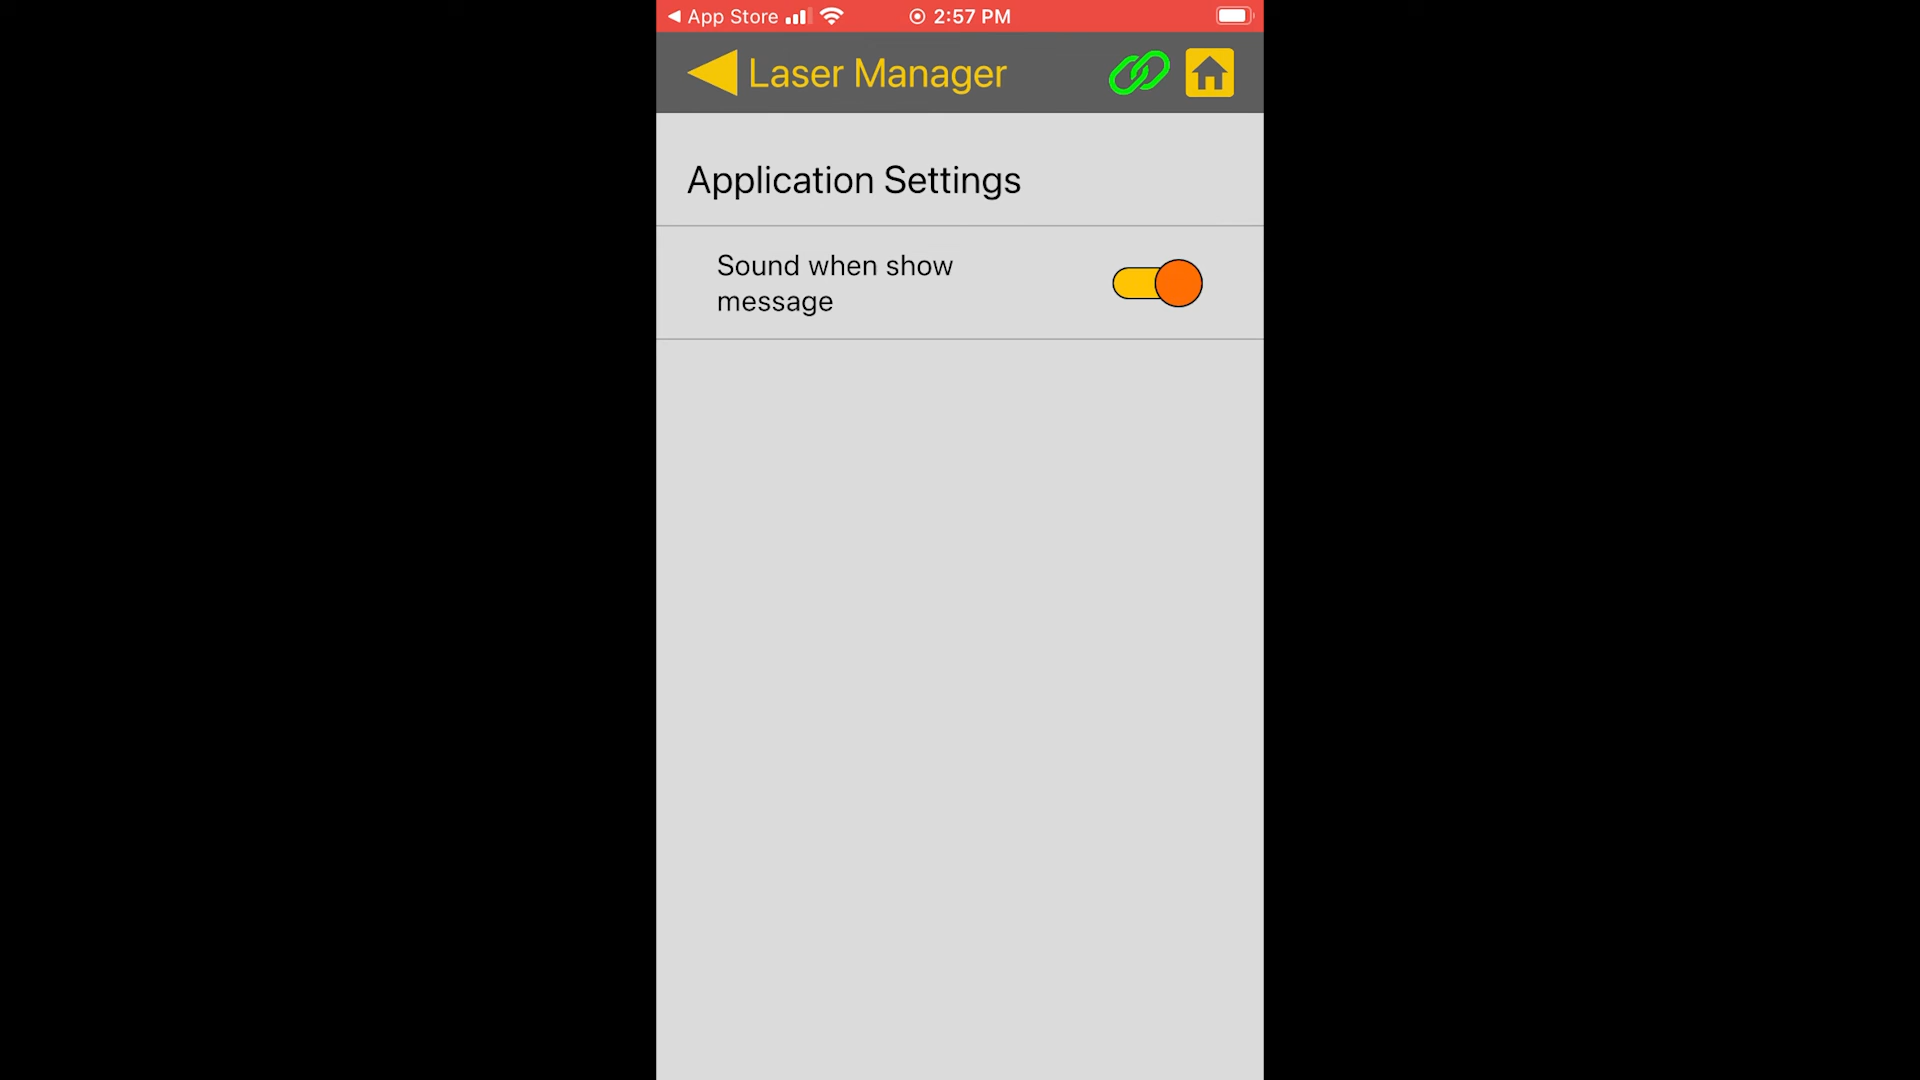 App Store
2:57 PM
Laser Manager
Application Settings
Sound when show
message